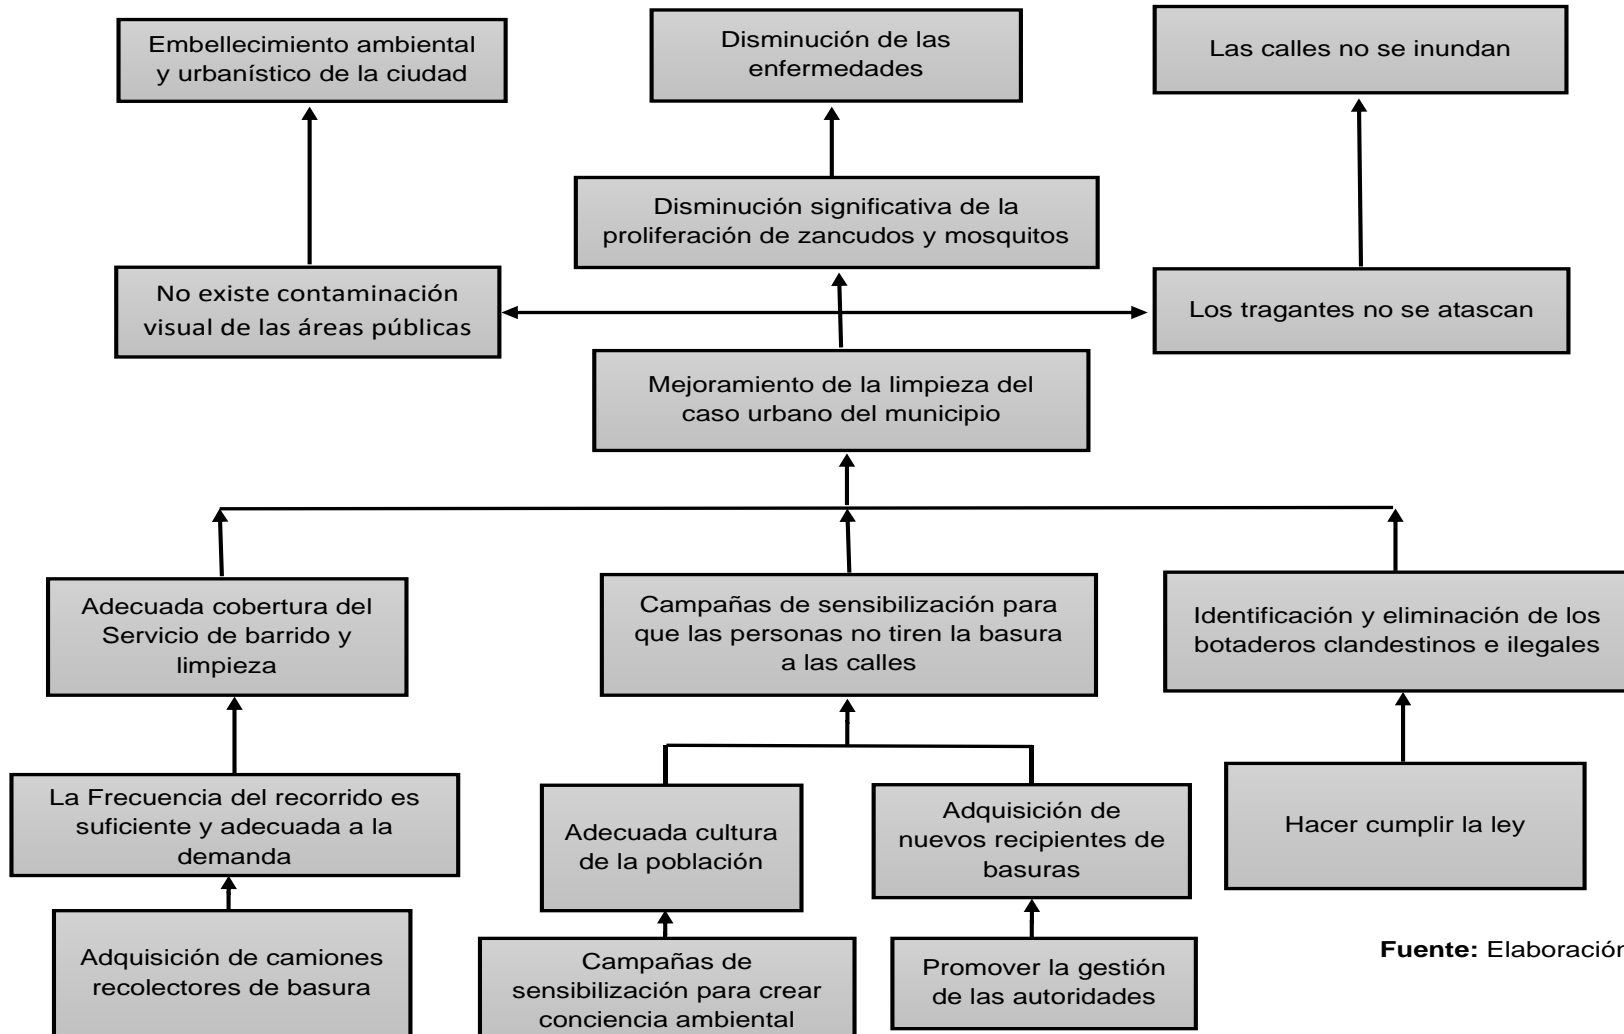 Embellecimiento ambiental
y urbanístico de la ciudad
Disminución de las
enfermedades
Las calles no se inundan
Disminución significativa de la
proliferación de zancudos y mosquitos
No existe contaminación
visual de las áreas públicas
Los tragantes no se atascan
Mejoramiento de la limpieza del
caso urbano del municipio
Adecuada cobertura del
Servicio de barrido y
limpieza
Campañas de sensibilización para
que las personas no tiren la basura
a las calles
Identificación y eliminación de los
botaderos clandestinos e ilegales
La Frecuencia del recorrido es
suficiente y adecuada a la
demanda
Adecuada cultura
de la población
Adquisición de
nuevos recipientes de
basuras
Hacer cumplir la ley
Adquisición de camiones
recolectores de basura
Campañas de
sensibilización para crear
conciencia ambiental
Promover la gestión
de las autoridades
Fuente: Elaboración